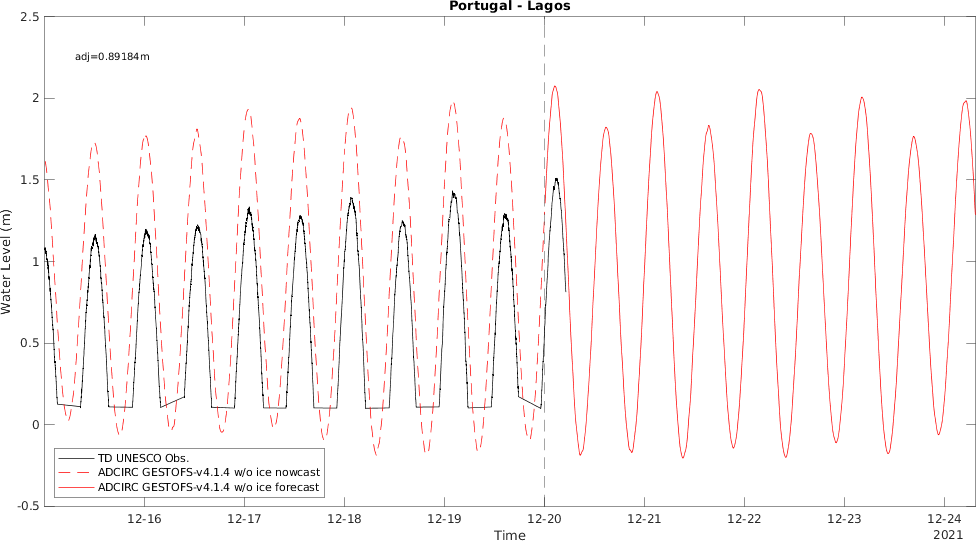 Portugal - Lagos
2.5
adj=0.89184m
2
1.5
1
0.5
0
-0.5
Water Level (m)
TD UNESCO Obs.
ADCIRC GESTOFS-v4.1.4 w/o ice nowcast
ADCIRC GESTOFS-v4.1.4 w/o ice forecast
12-16 12-17 12-18 12-19 12-20 12-21 12-22 12-23 12-24
Time 2021